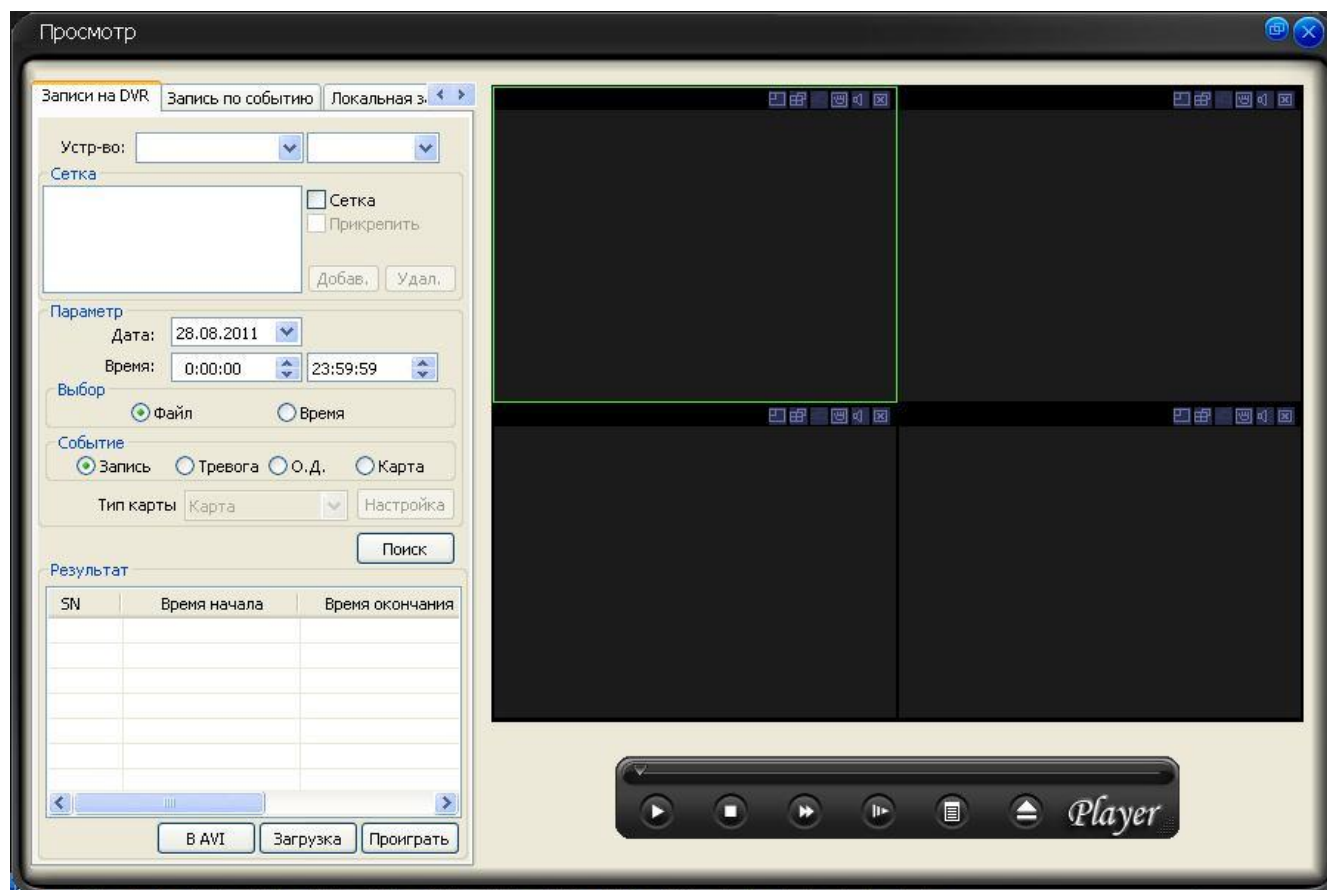 Просмотр
Записи на DVR Запись по событию Локальная з
Устр-во:
Сетка
Сетка
Прикрепить
Добав. Удал.
Параметр
Дата: 28.08.2011
Время: 0:00:00 23:59:59
Выбор
Файл Время
Событие
Запись Тревога О.Д. Карта
Тип карты Карта Настройка
Поиск
Результат
SN Время начала Время окончания
В AVI Загрузка Проиграть
Player